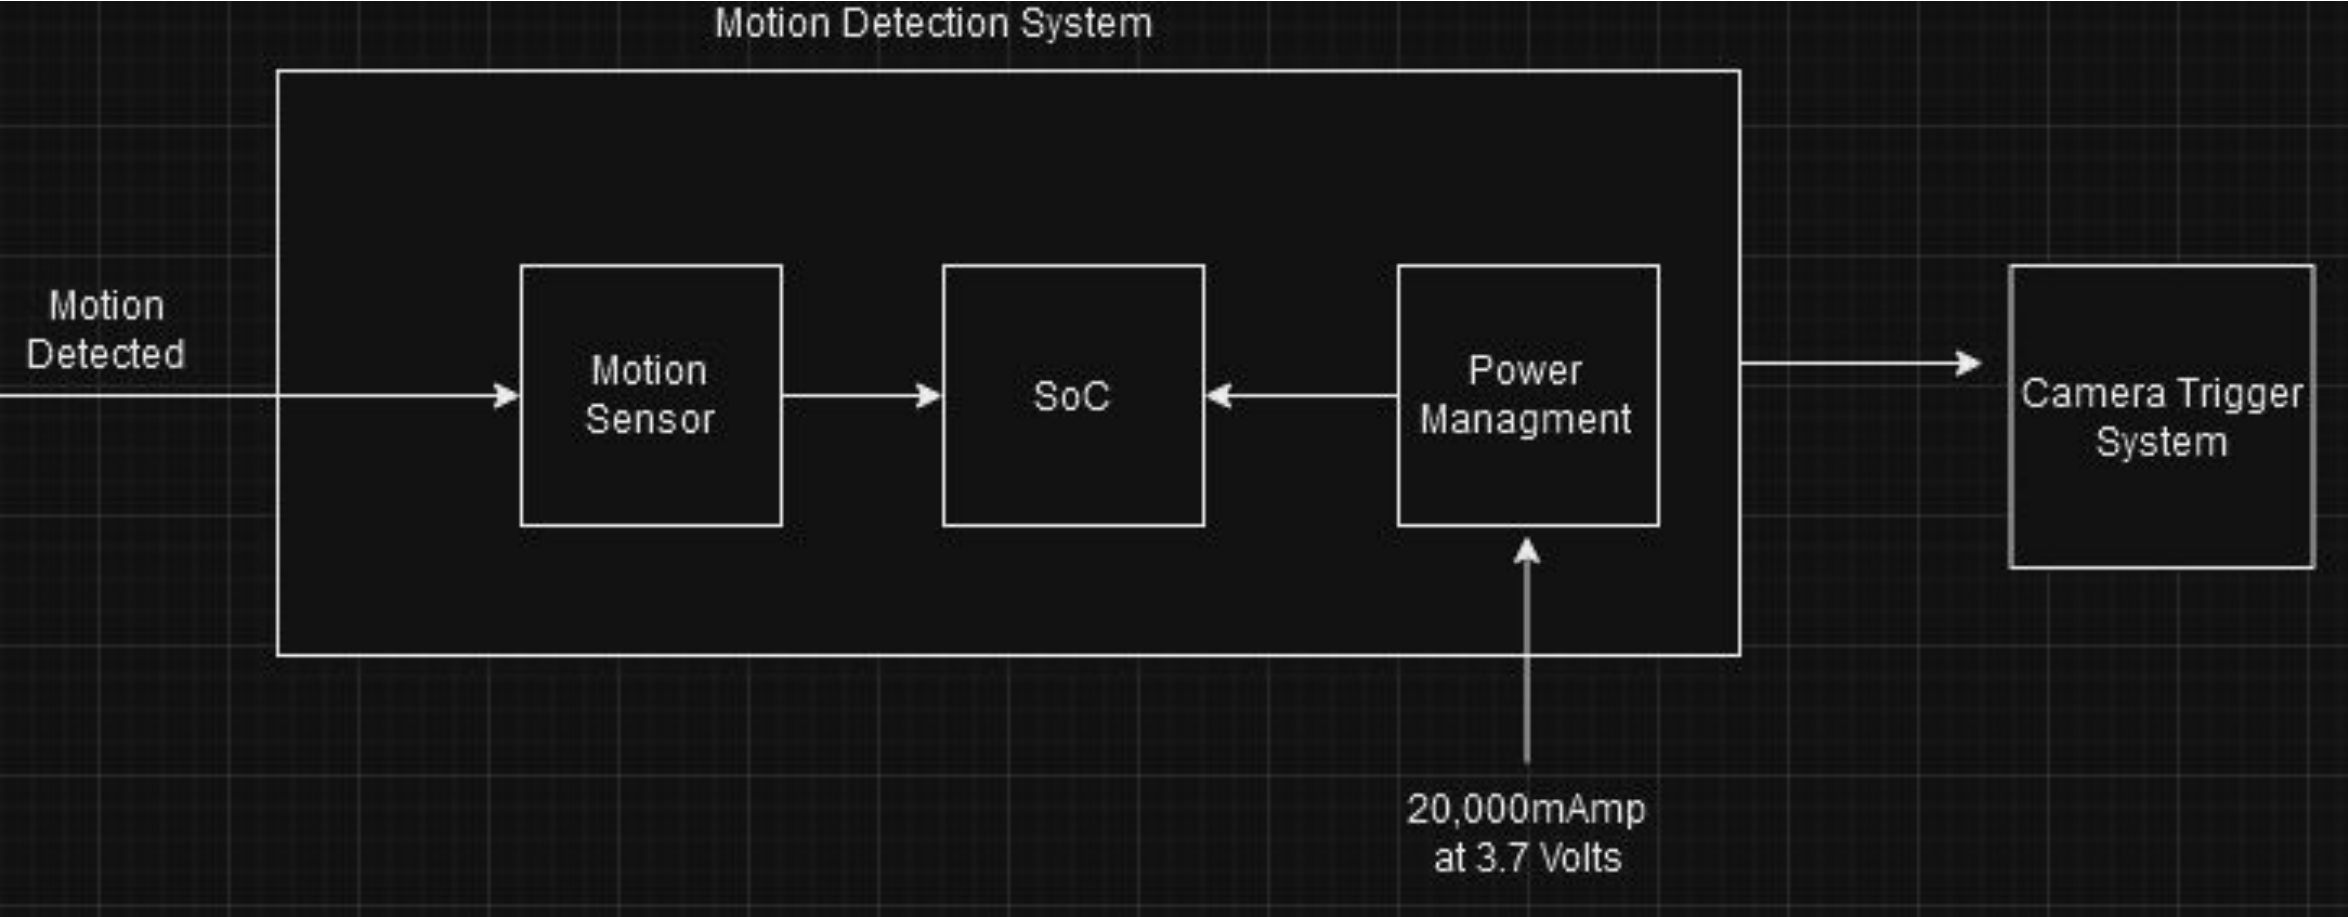 Motion Detection System
Motion
Detected
Motion
Sensor
SoC
Power
Managment
Camera Trigger
System
20,000mAmp
at 3.7 Volts